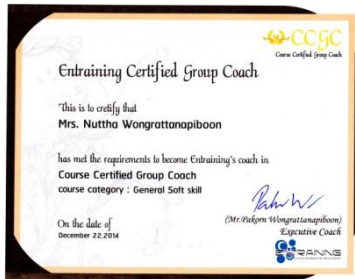 CCGC
Course Certified Group Coach
Entraining Certified Group Coach
This is to cretify that
Mrs. Nuttha Wongrattanapiboon
has met the requirements to become Entraining's coach in
Course Certified Group Coach
course category : General Soft skill
On the date of
December 22,2014
(Mr.Pakorn Wongrattanapiboon)
Executive Coach
TRAINING